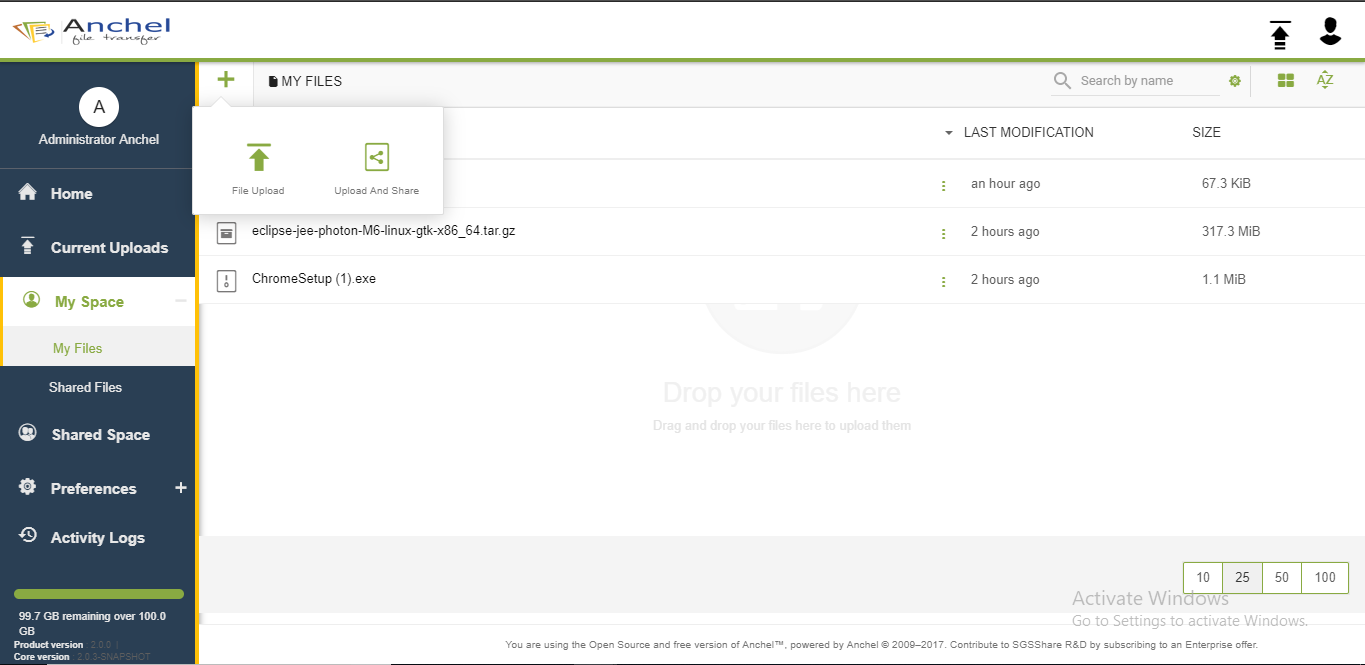 Anchel
file transfer
MY FILES
Search by name
AZ
A
Administrator Anchel
LAST MODIFICATION SIZE
File Upload Upload And Share
an hour ago 67.3 KiB
Home
eclipse-jee-photon-M6-linux-gtk-x86_64.tar.gz 2 hours ago 317.3 MiB
Current Uploads
ChromeSetup (1).exe 2 hours ago 1.1 MiB
My Space
My Files
Shared Files
Drop your files here
Drag and drop your files here to upload them
Shared Space
Preferences
Activity Logs
10 25 50 100
99.7 GB remaining over 100.0
GB
Product version : 2.0.0 |
Core version : 2.0.3-SNAPSHOT
Activate Windows
Go to Settings to activate Windows.
You are using the Open Source and free version of Anchel™, powered by Anchel © 2009–2017. Contribute to SGSShare R&D by subscribing to an Enterprise offer.